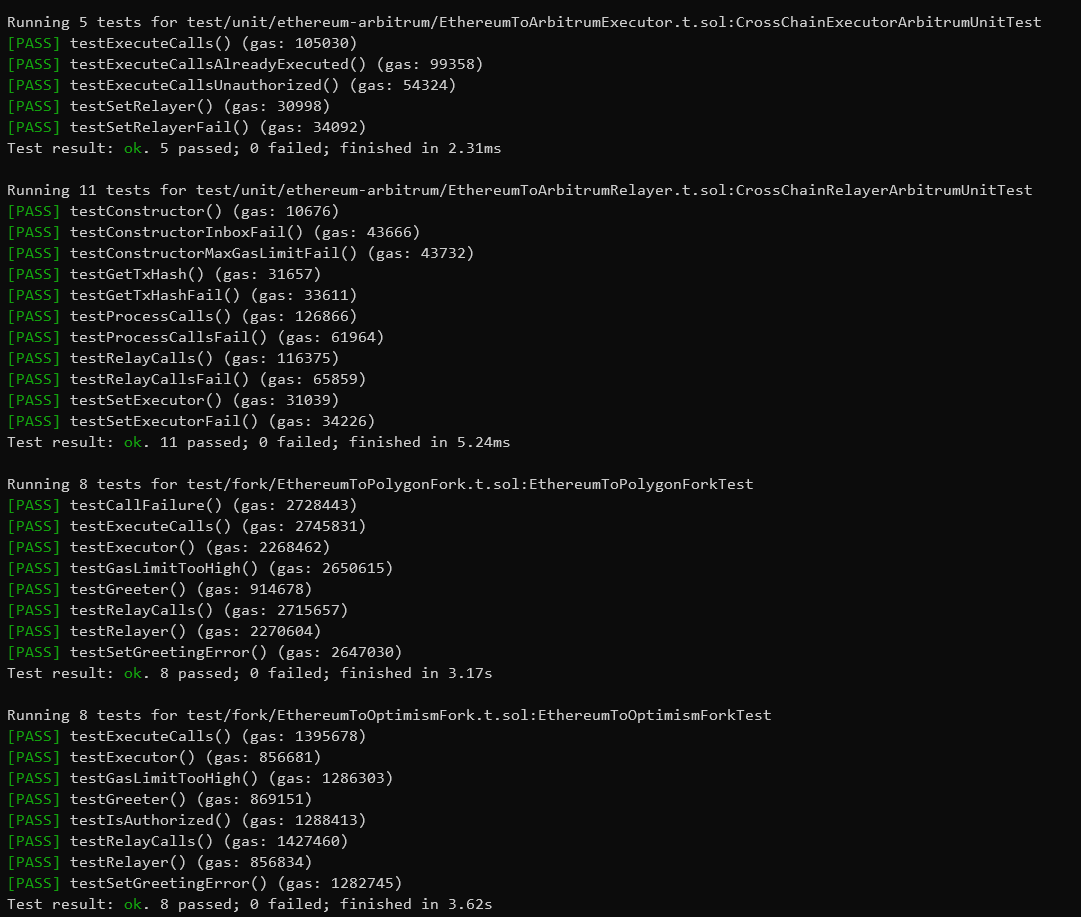 Running 5 tests for test/unit/ethereum-arbitrum/EthereumToArbitrumExecutor.t.sol:CrossChainExecutorArbitrumUnitTest
[PASS] testExecuteCalls() (gas: 105030)
[PASS] testExecuteCallsAlreadyExecuted() (gas: 99358)
[PASS] testExecuteCallsUnauthorized() (gas: 54324)
[PASS] testSetRelayer() (gas: 30998)
[PASS] testSetRelayerFail() (gas: 34092)
Test result: ok. 5 passed; 0 failed; finished in 2.31ms
Running 11 tests for test/unit/ethereum-arbitrum/EthereumToArbitrumRelayer.t.sol:CrossChainRelayerArbitrumUnitTest
[PASS] testConstructor() (gas: 10676)
[PASS] testConstructorInboxFail() (gas: 43666)
[PASS] testConstructorMaxGasLimitFail() (gas: 43732)
[PASS] testGetTxHash() (gas: 31657)
[PASS] testGetTxHashFail() (gas: 33611)
[PASS] testProcessCalls() (gas: 126866)
[PASS] testProcessCallsFail() (gas: 61964)
[PASS] testRelayCalls() (gas: 116375)
[PASS] testRelayCallsFail() (gas: 65859)
[PASS] testSetExecutor() (gas: 31039)
[PASS] testSetExecutorFail() (gas: 34226)
Test result: ok. 11 passed; 0 failed; finished in 5.24ms
Running 8 tests for test/fork/EthereumToPolygonFork.t.sol:EthereumToPolygonForkTest
[PASS] testCallFailure() (gas: 2728443)
[PASS] testExecuteCalls() (gas: 2745831)
[PASS] testExecutor() (gas: 2268462)
[PASS] testGasLimitTooHigh() (gas: 2650615)
[PASS] testGreeter() (gas: 914678)
[PASS] testRelayCalls() (gas: 2715657)
[PASS] testRelayer() (gas: 2270604)
[PASS] testSetGreetingError() (gas: 2647030)
Test result: ok. 8 passed; 0 failed; finished in 3.17s
Running 8 tests for test/fork/EthereumToOptimismFork.t.sol:EthereumToOptimismForkTest
[PASS] testExecuteCalls() (gas: 1395678)
[PASS] testExecutor() (gas: 856681)
[PASS] testGasLimitTooHigh() (gas: 1286303)
[PASS] testGreeter() (gas: 869151)
[PASS] testIsAuthorized() (gas: 1288413)
[PASS] testRelayCalls() (gas: 1427460)
[PASS] testRelayer() (gas: 856834)
[PASS] testSetGreetingError() (gas: 1282745)
Test result: ok. 8 passed; 0 failed; finished in 3.62s